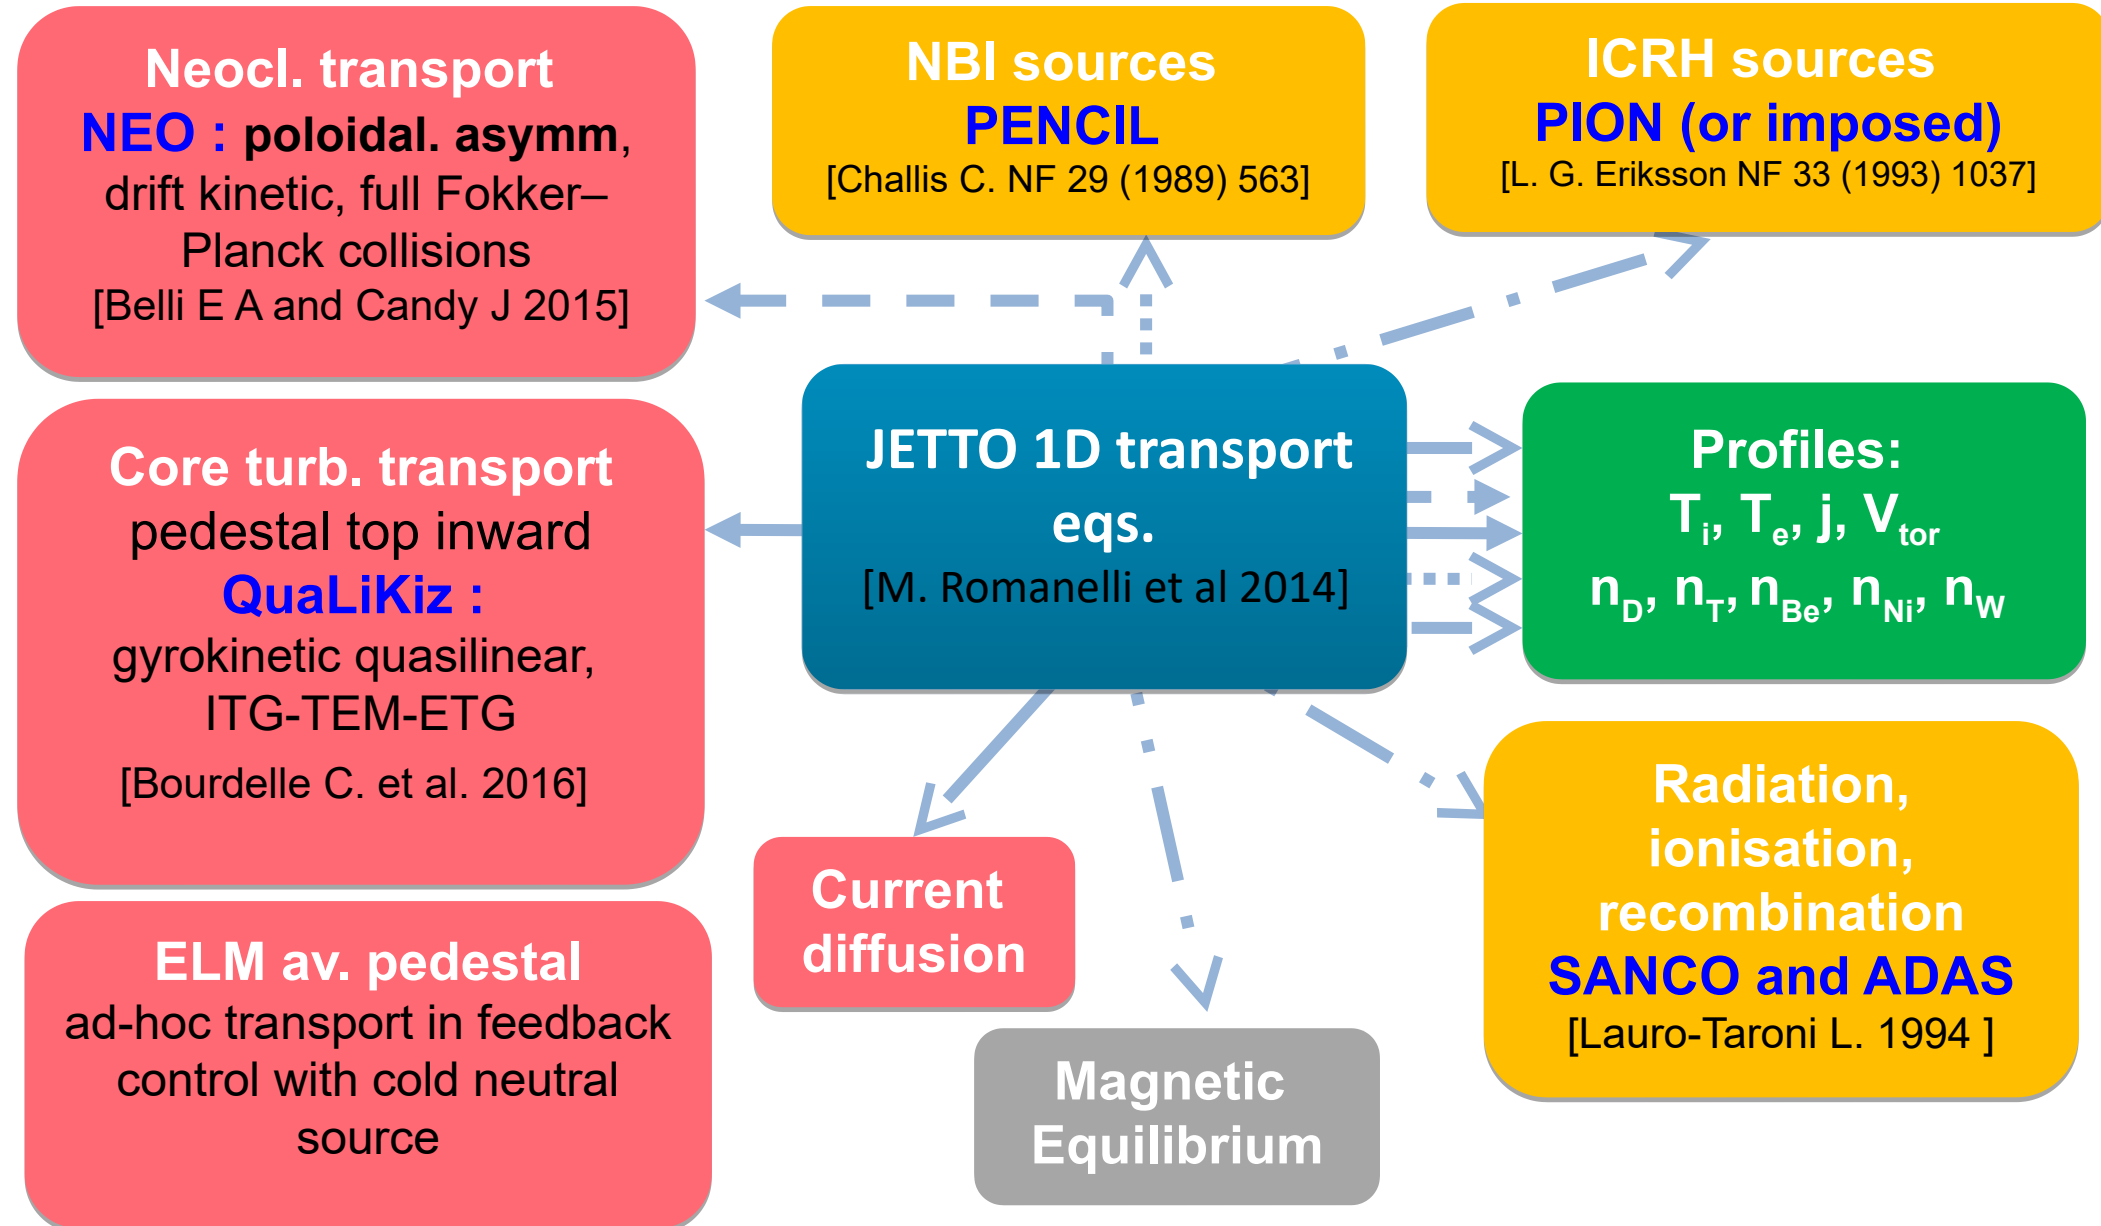 Neocl. transport
NEO : poloidal. asymm,
drift kinetic, full Fokker–
Planck collisions
[Belli E A and Candy J 2015]
NBI sources
PENCIL
[Challis C. NF 29 (1989) 563]
ICRH sources
PION (or imposed)
[L. G. Eriksson NF 33 (1993) 1037]
Core turb. transport
pedestal top inward
QuaLiKiz :
gyrokinetic quasilinear,
ITG-TEM-ETG
[Bourdelle C. et al. 2016]
JETTO 1D transport
eqs.
[M. Romanelli et al 2014]
Profiles:
Ti, Te, j, Vtor
nD, nT, nBe, nNi, nW
ELM av. pedestal
ad-hoc transport in feedback
control with cold neutral
source
Current
diffusion
Magnetic
Equilibrium
Radiation,
ionisation,
recombination
SANCO and ADAS
[Lauro-Taroni L. 1994 ]